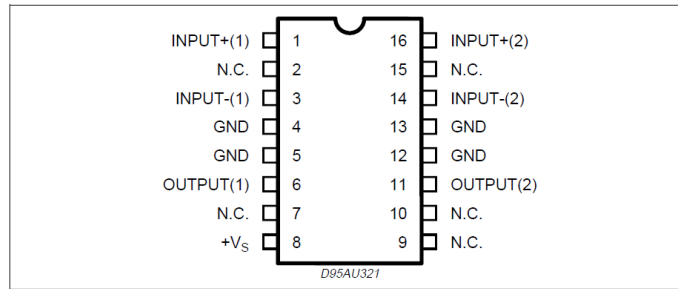 INPUT+(1) 1 16 INPUT+(2)
N.C. 2 15 N.C.
INPUT-(1) 3 14 INPUT-(2)
GND 4 13 GND
GND 5 12 GND
OUTPUT(1) 6 11 OUTPUT(2)
N.C. 7 10 N.C.
+VS 8 9 N.C.
D95AU321